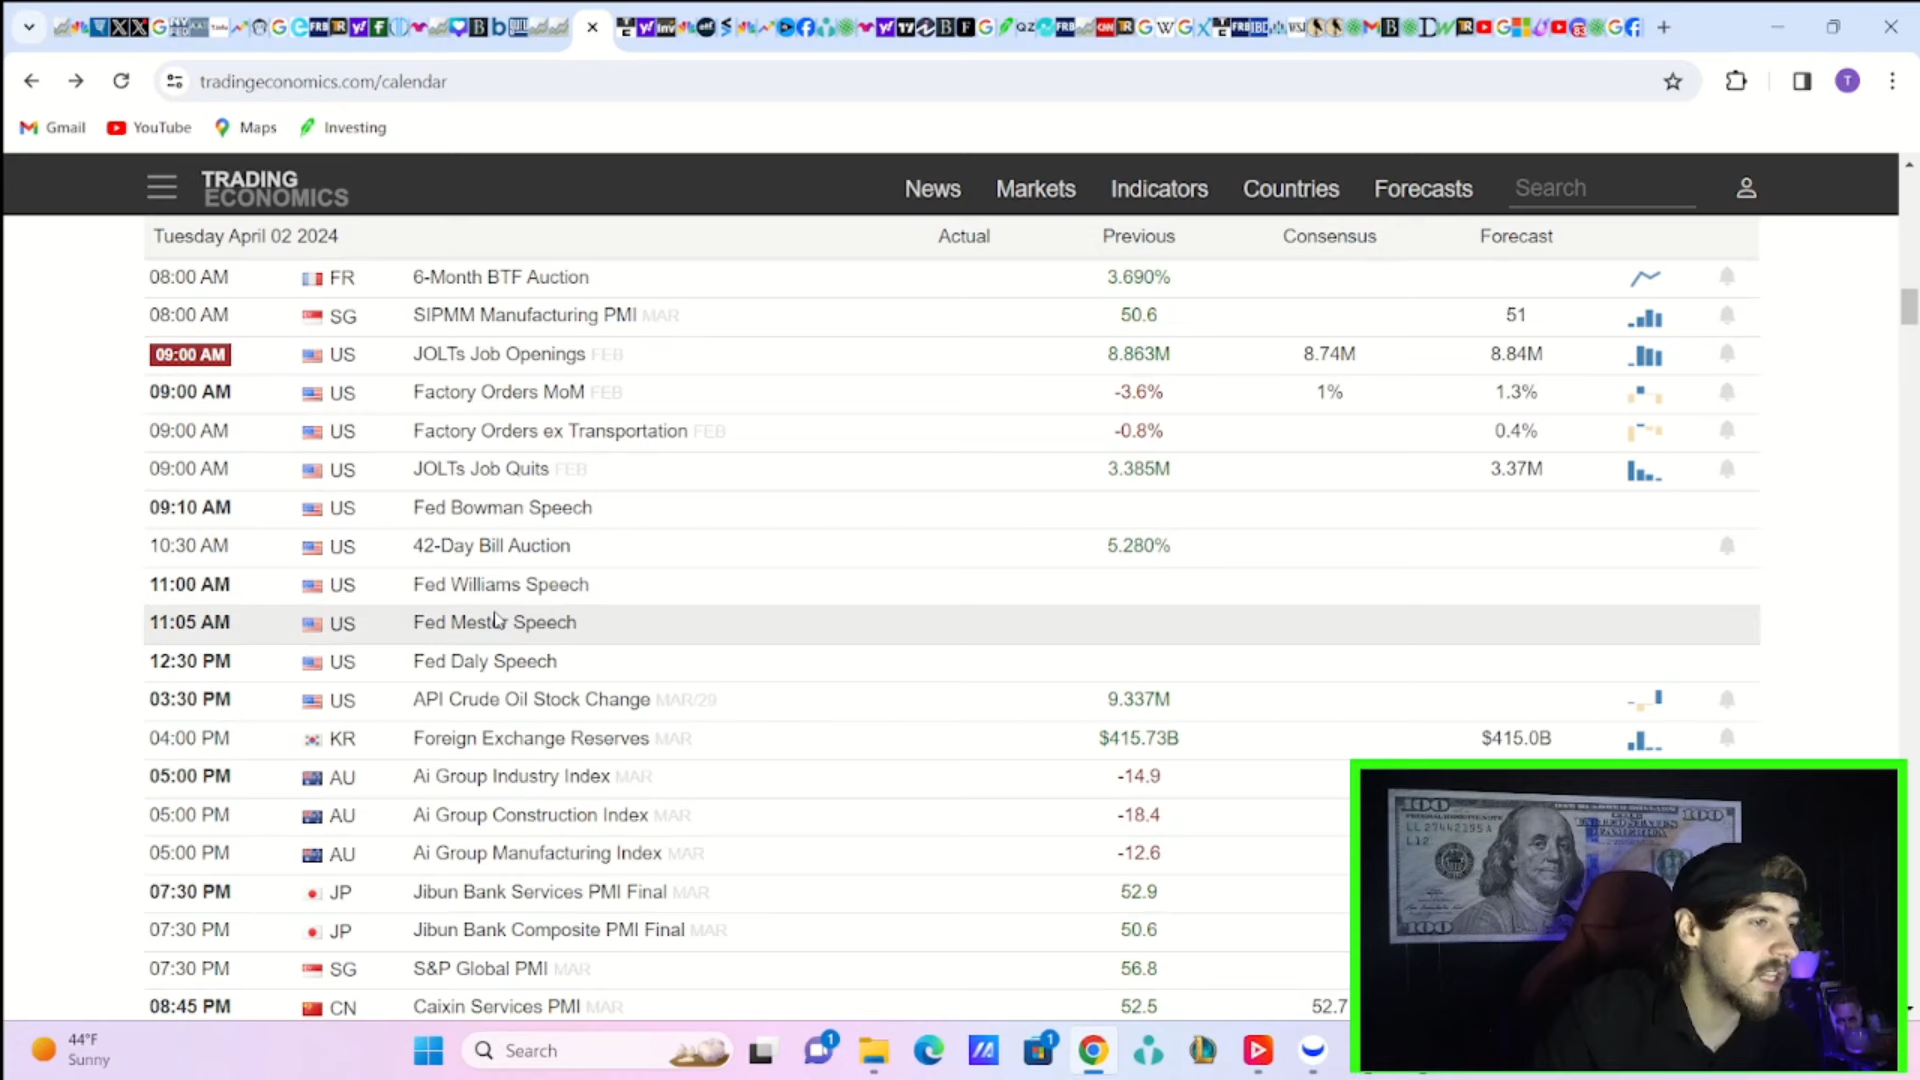 tradingeconomics.com/calendar
T
Gmail YouTube Maps Investing
TRADING
ECONOMICS
News Markets Indicators Countries Forecasts Search
Tuesday April 02 2024 Actual Previous Consensus Forecast
08:00 AM FR 6-Month BTF Auction 3.690%
08:00 AM SG SIPMM Manufacturing PMI MAR 50.6 51
09:00 AM US JOLTs Job Openings FEB 8.863M 8.74M 8.84M
09:00 AM US Factory Orders MoM FEB -3.6% 1% 1.3%
09:00 AM US Factory Orders ex Transportation FEB -0.8% 0.4%
09:00 AM US JOLTs Job Quits FEB 3.385M 3.37M
09:10 AM US Fed Bowman Speech
10:30 AM US 42-Day Bill Auction 5.280%
11:00 AM US Fed Williams Speech
11:05 AM US Fed Mester Speech
12:30 PM US Fed Daly Speech
03:30 PM US API Crude Oil Stock Change MAR/29 9.337M
04:00 PM KR Foreign Exchange Reserves MAR $415.73B $415.0B
05:00 PM AU Ai Group Industry Index MAR -14.9
05:00 PM AU Ai Group Construction Index MAR -18.4
05:00 PM AU Ai Group Manufacturing Index MAR -12.6
07:30 PM JP Jibun Bank Services PMI Final MAR 52.9
07:30 PM JP Jibun Bank Composite PMI Final MAR 50.6
07:30 PM SG S&P Global PMI MAR 56.8
08:45 PM CN Caixin Services PMI MAR 52.5 52.7
100 100
LL 27442395 A
L12
100
44°F
Sunny
Search
1
1